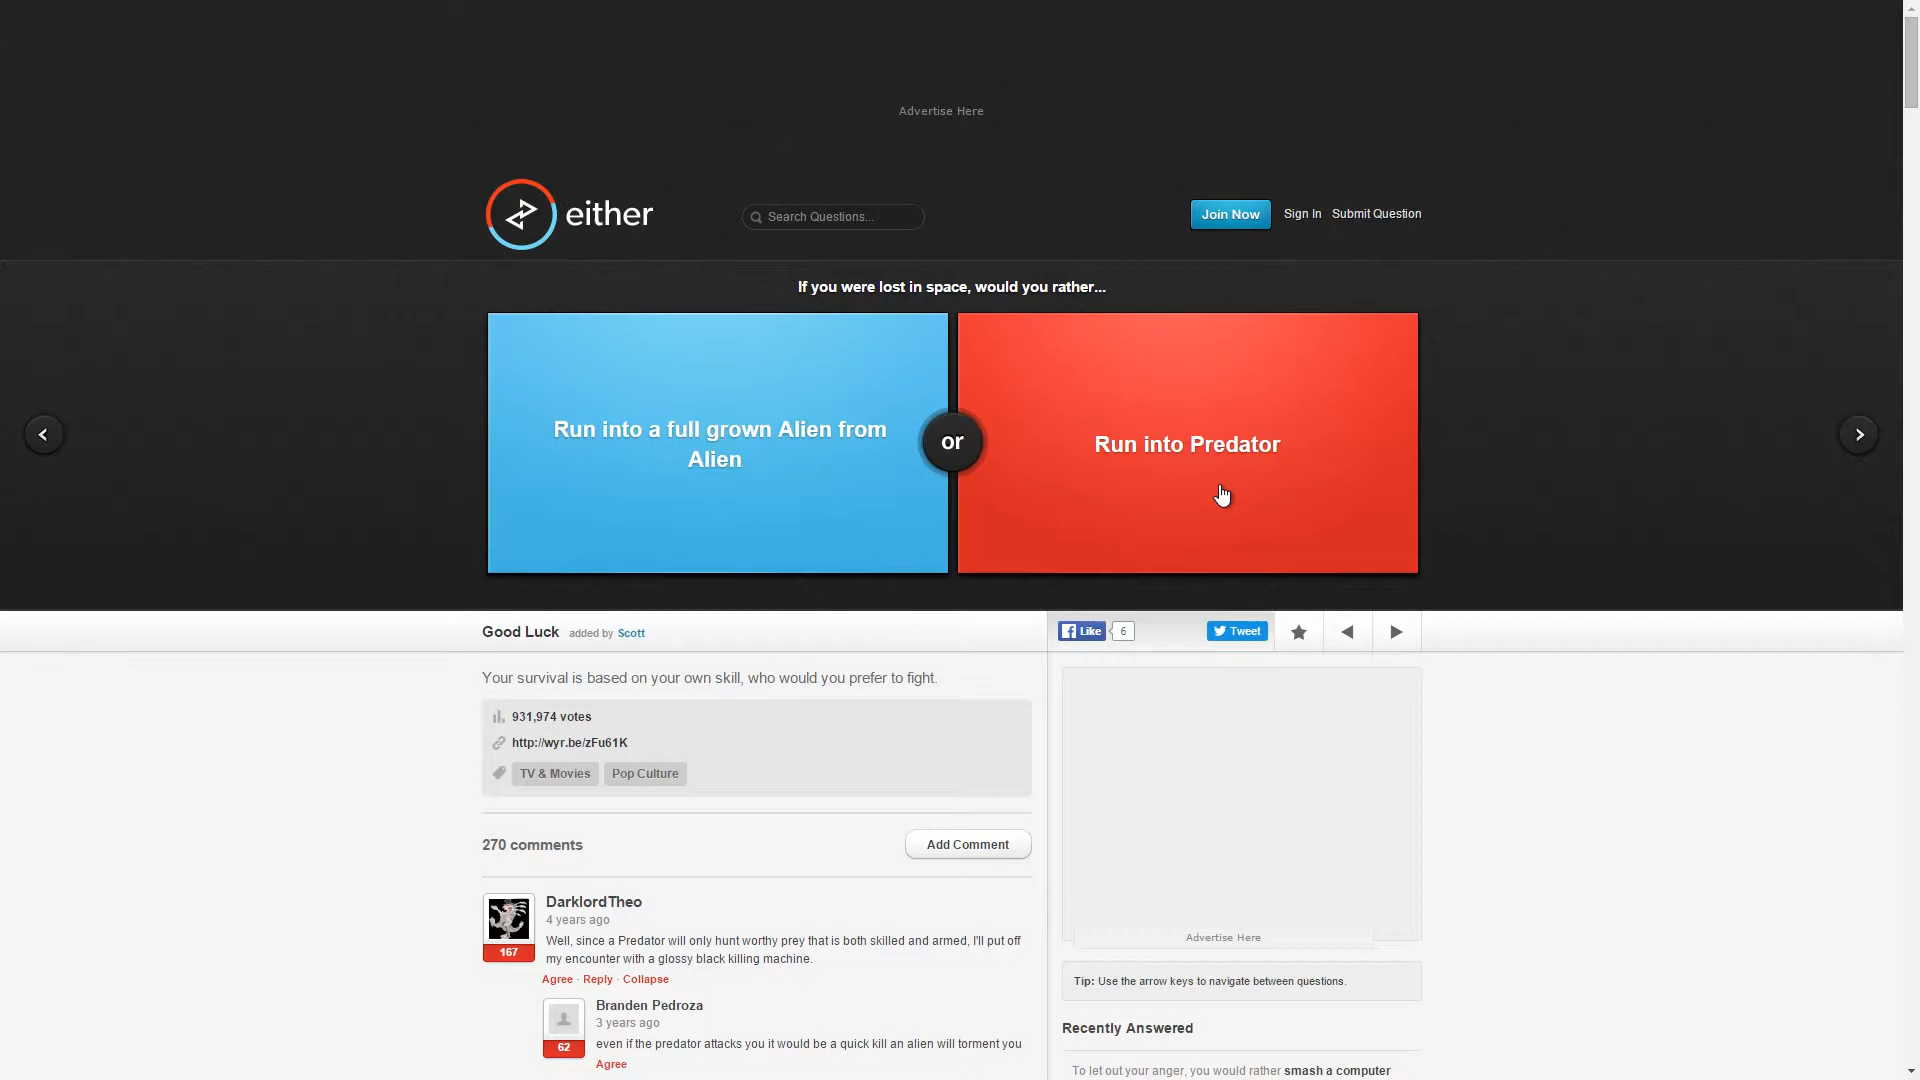 Advertise Here
either
Search Questions...
Join Now
Sign In
Submit Question
If you were lost in space, would you rather...
Run into a full grown Alien from
Alien
or
Run into Predator
Good Luck added by Scott
Like
6
Tweet
Your survival is based on your own skill, who would you prefer to fight.
931,974 votes
http://wyr.be/zFu61K
TV & Movies
Pop Culture
270 comments
Add Comment
DarklordTheo
4 years ago
167
Well, since a Predator will only hunt worthy prey that is both skilled and armed, I'll put off
my encounter with a glossy black killing machine.
Agree · Reply · Collapse
Branden Pedroza
3 years ago
62
even if the predator attacks you it would be a quick kill an alien will torment you
Agree
Advertise Here
Tip: Use the arrow keys to navigate between questions.
Recently Answered
To let out your anger, you would rather smash a computer